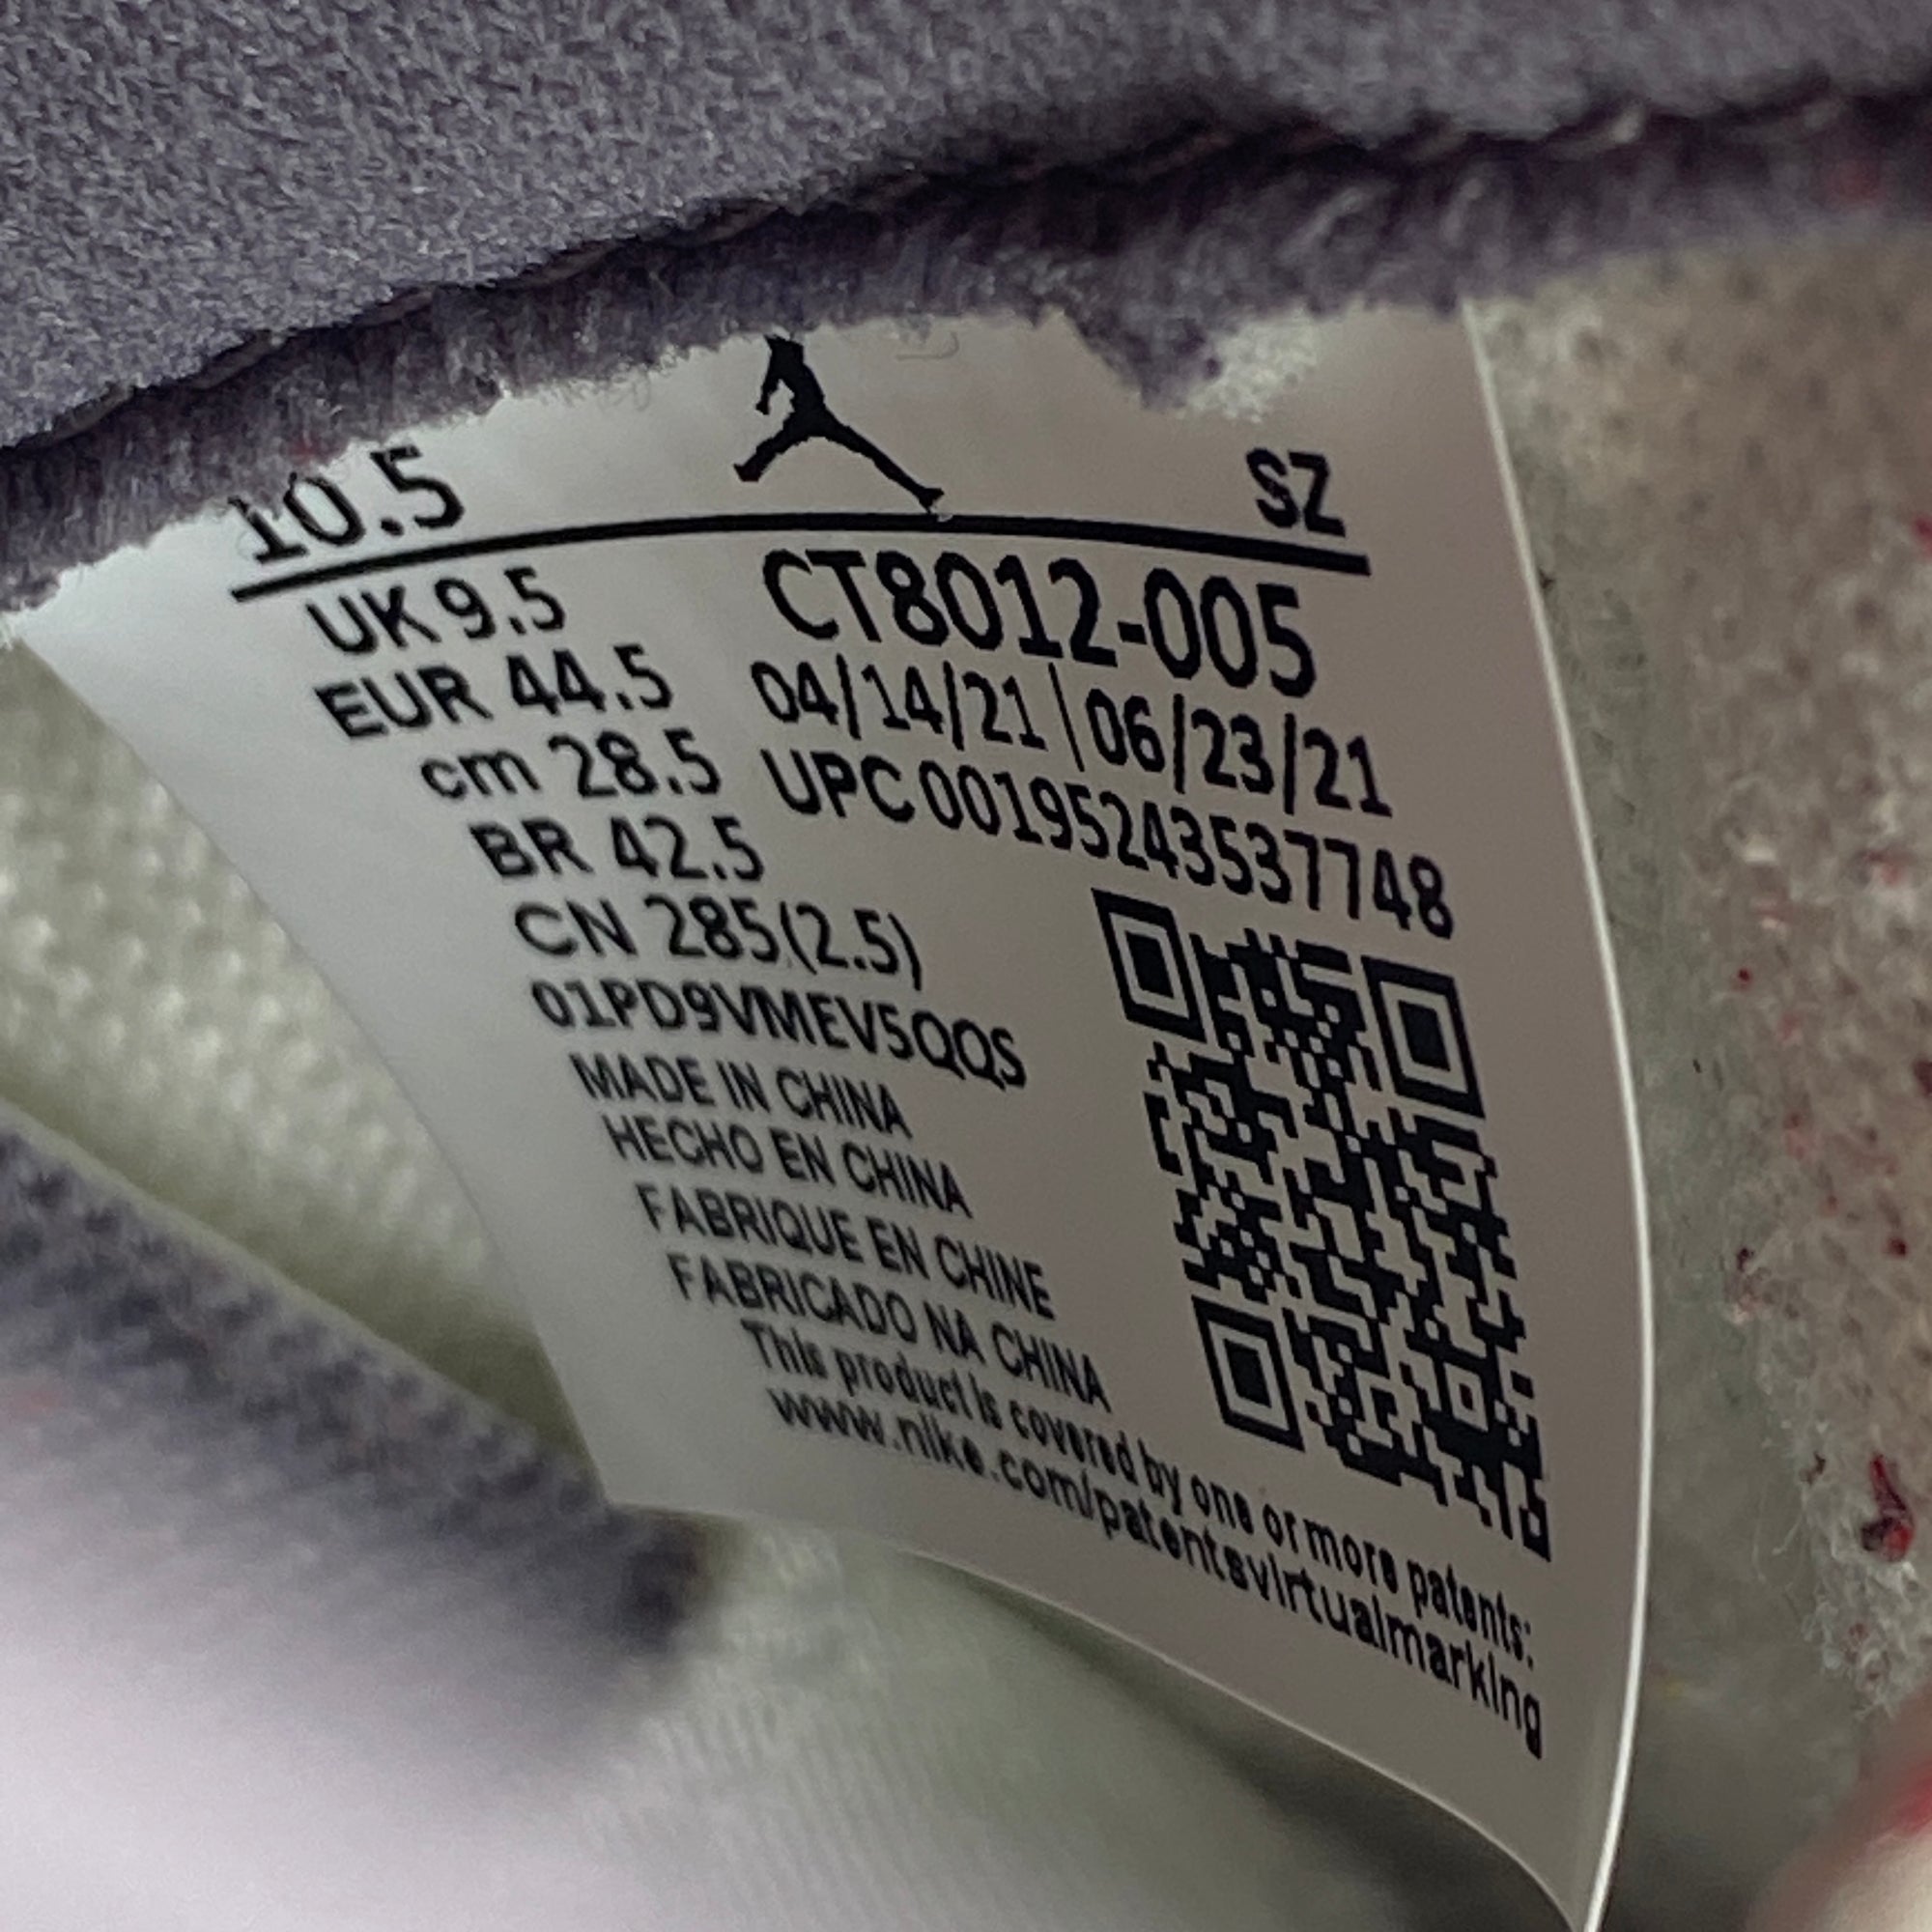 10.5 SZ
UK 9.5 CT8012-005
EUR 44.5 04/14/21 | 06/23/21
cm 28.5 UPC 00195243537748
BR 42.5
CN 285(2.5)
01PD9VMEV5QQS
MADE IN CHINA
HECHO EN CHINA
FABRIQUE EN CHINE
FABRICADO NA CHINA
This product is covered by one or more patents:
www.nike.com/patentsvirtualmarking